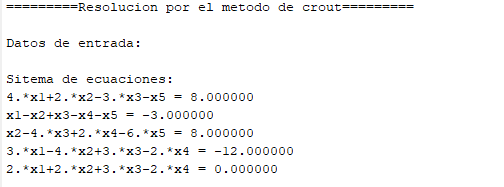 =========Resolucion por el metodo de crout=========
Datos de entrada:
Sitema de ecuaciones:
4.*x1+2.*x2-3.*x3-x5 = 8.000000
x1-x2+x3-x4-x5 = -3.000000
x2-4.*x3+2.*x4-6.*x5 = 8.000000
3.*x1-4.*x2+3.*x3-2.*x4 = -12.000000
2.*x1+2.*x2+3.*x3-2.*x4 = 0.000000